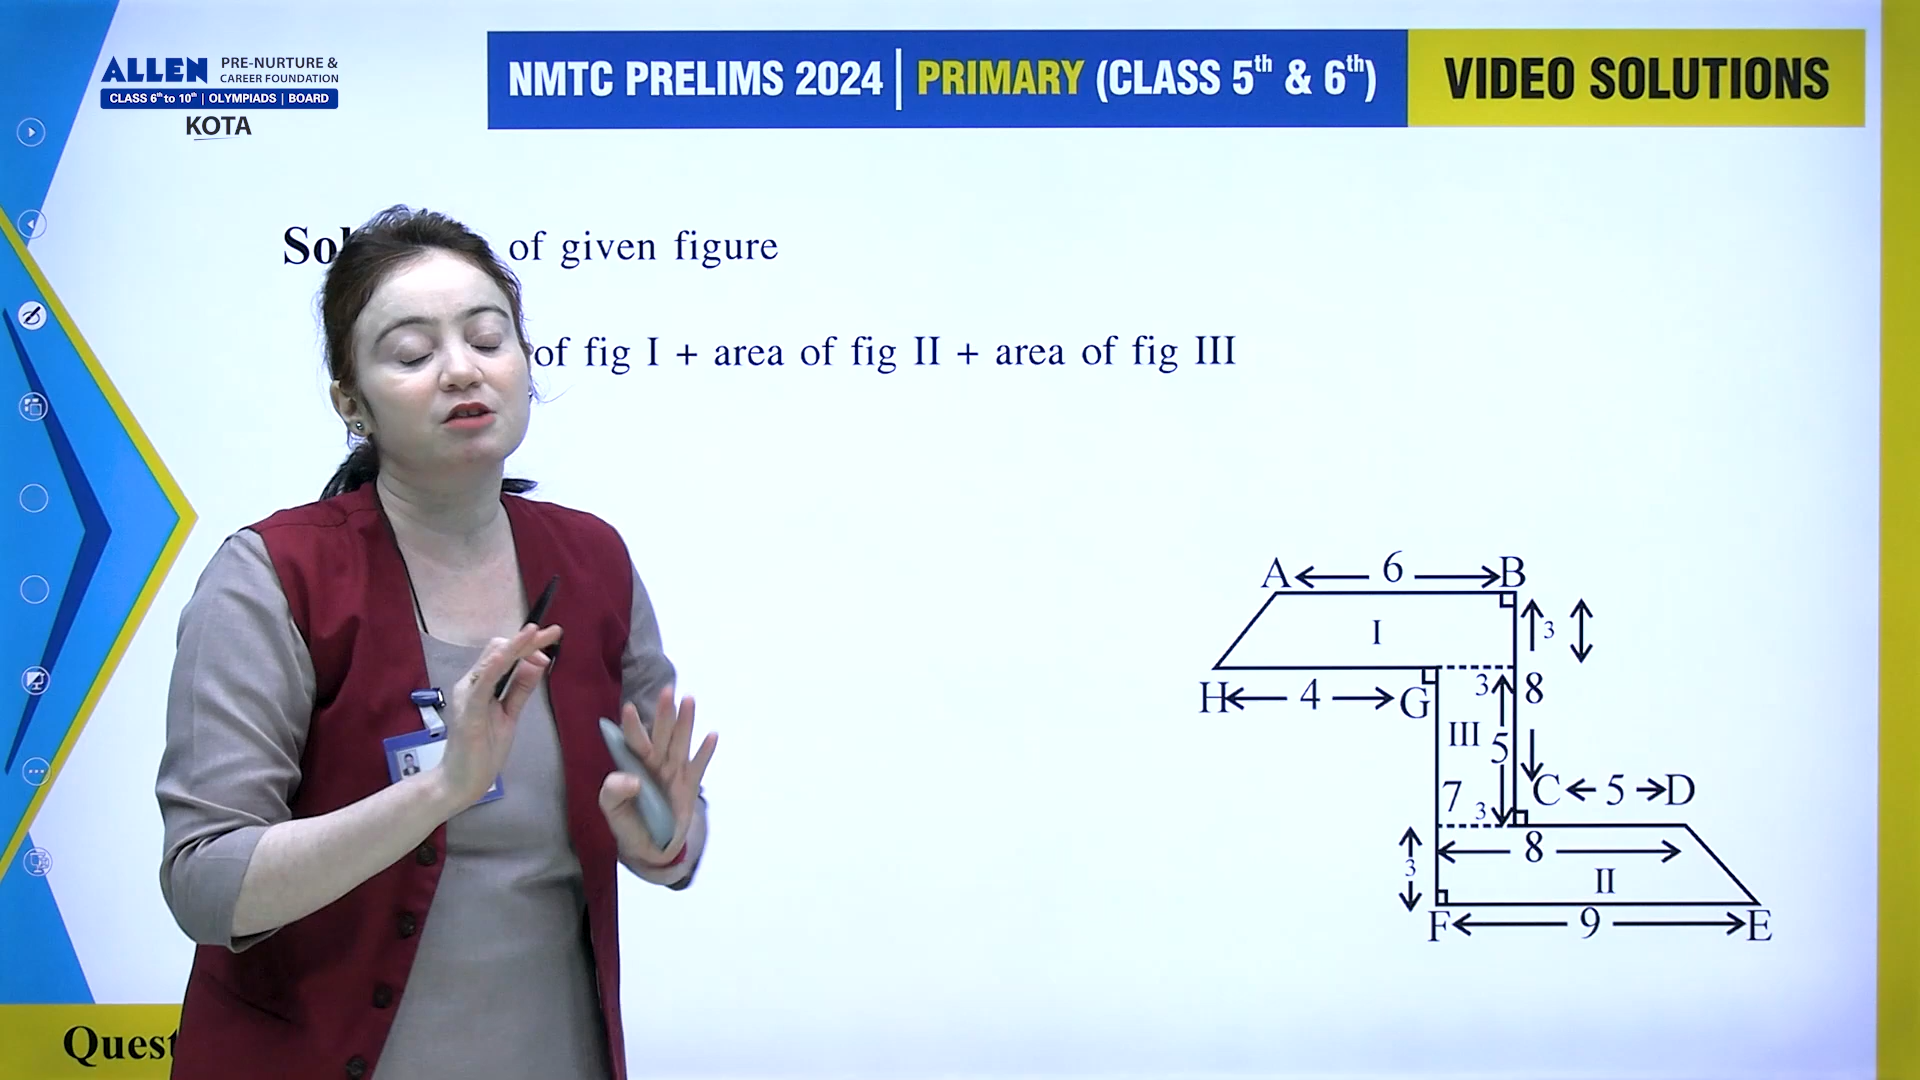 ALLEN PRE-NURTURE &
CAREER FOUNDATION
CLASS 6th to 10th | OLYMPIADS | BOARD
KOTA
NMTC PRELIMS 2024 | PRIMARY (CLASS 5th & 6th) VIDEO SOLUTIONS
of given figure
of fig I + area of fig II + area of fig III
A 6 B
I 3
H 4 G 3 8
III 5
7 3 C 5 D
8
3 II
F 9 E